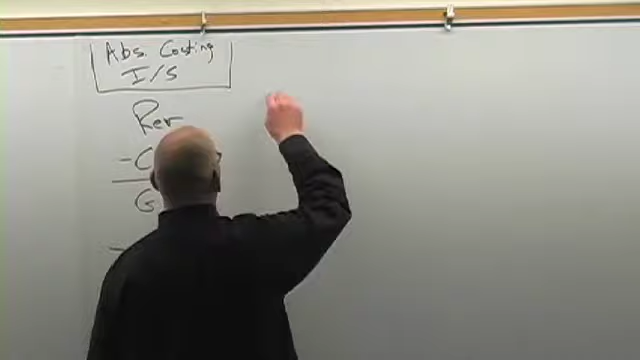 Abs. Costing
I/S
Rev
- C
G
-